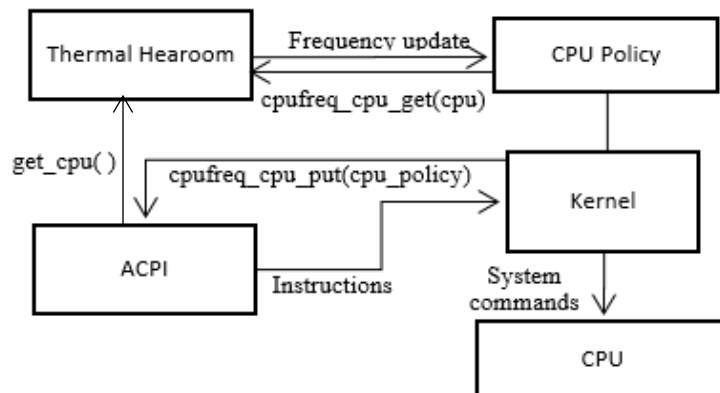 Thermal Hearoom
Frequency update
CPU Policy
cpufreq_cpu_get(cpu)
get_cpu( )
cpufreq_cpu_put(cpu_policy)
Kernel
ACPI
Instructions
System
commands
CPU